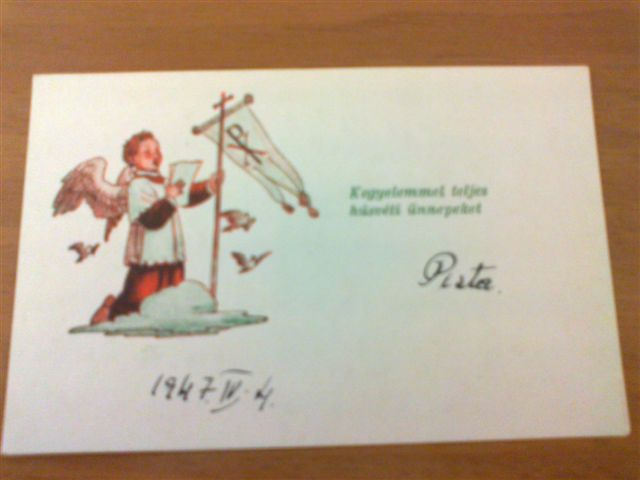 Kegyelemmel teljes
húsvéti ünnepeket
Pista.
1947.IV.4.